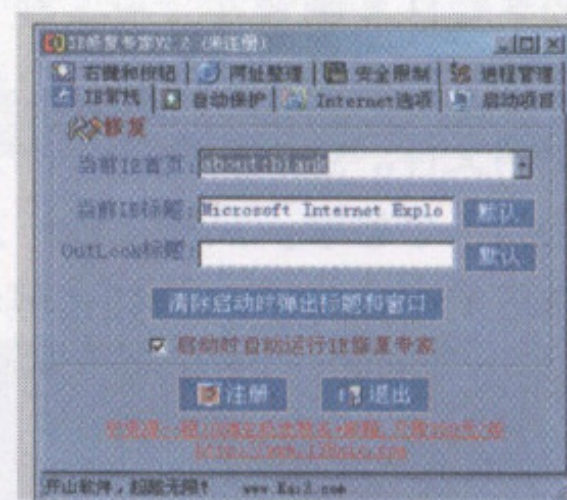 IE修复专家V2.2 (未注册)
右键和按钮 网址整理 安全限制 进程管理
IE常规 自动保护 Internet选项 启动项目
修复
当前IE首页: about:blank
当前IE标题: Microsoft Internet Explo 默认
OutLook标题: 默认
清除启动时弹出标题和窗口
启动时自动运行IE修复专家
注册 退出
开山软件,超越无限!